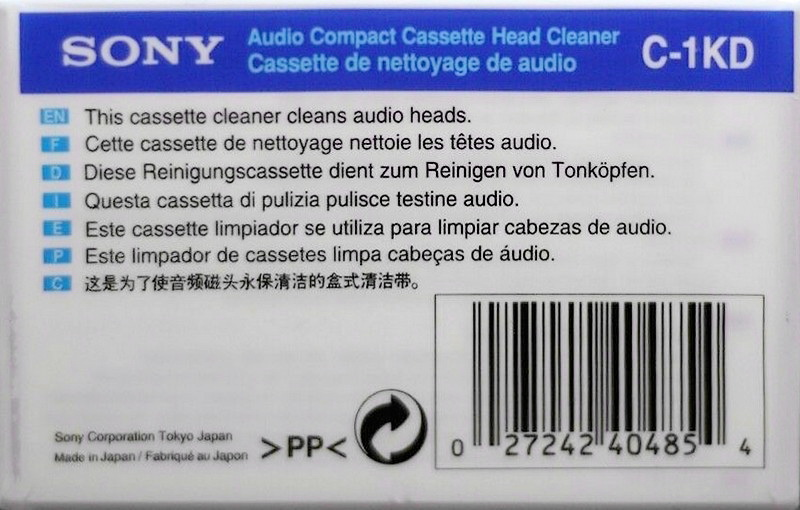 SONY
Audio Compact Cassette Head Cleaner
Cassette de nettoyage de audio
C-1KD
EN This cassette cleaner cleans audio heads.
F Cette cassette de nettoyage nettoie les têtes audio.
D Diese Reinigungscassette dient zum Reinigen von Tonköpfen.
I Questa cassetta di pulizia pulisce testine audio.
E Este cassette limpiador se utiliza para limpiar cabezas de audio.
P Este limpador de cassetes limpa cabeças de áudio.
C 这是为了使音频磁头永保清洁的盒式清洁带。
Sony Corporation Tokyo Japan
Made in Japan / Fabriqué au Japon
>PP<
0 27242 40485 4